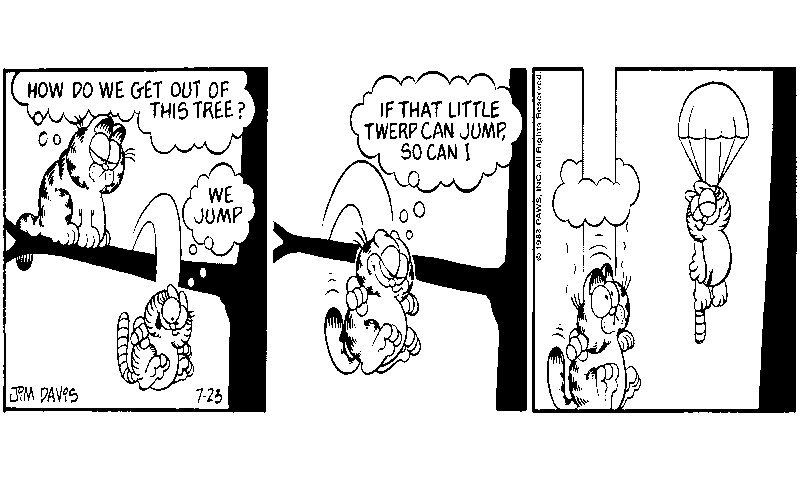 HOW DO WE GET OUT OF
THIS TREE?
WE
JUMP
JIM DAVIS
7-23
IF THAT LITTLE
TWERP CAN JUMP,
SO CAN I
© 1983 PAWS, INC. All Rights Reserved.